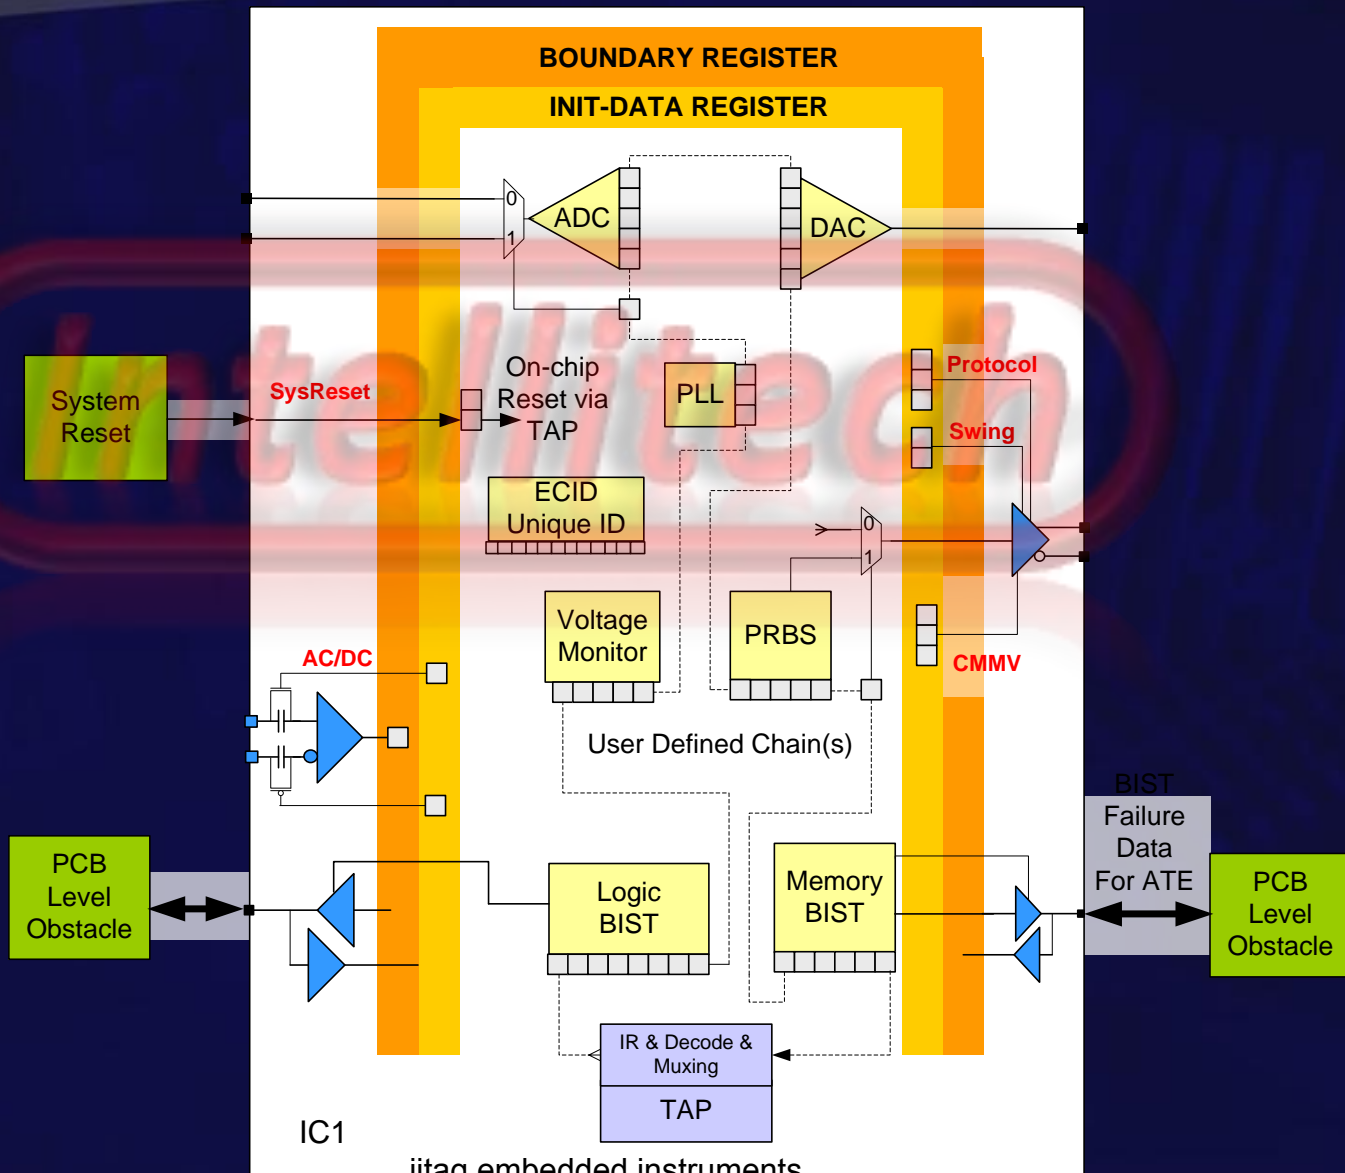 BOUNDARY REGISTER
INIT-DATA REGISTER
0
1
ADC
DAC
Intellitech
System
Reset
SysReset
On-chip
Reset via
TAP
PLL
Protocol
Swing
ECID
Unique ID
0
1
Voltage
Monitor
PRBS
CMMV
AC/DC
User Defined Chain(s)
PCB
Level
Obstacle
Logic
BIST
Memory
BIST
BIST
Failure
Data
For ATE
PCB
Level
Obstacle
IR & Decode &
Muxing
TAP
IC1
ijtag embedded instruments